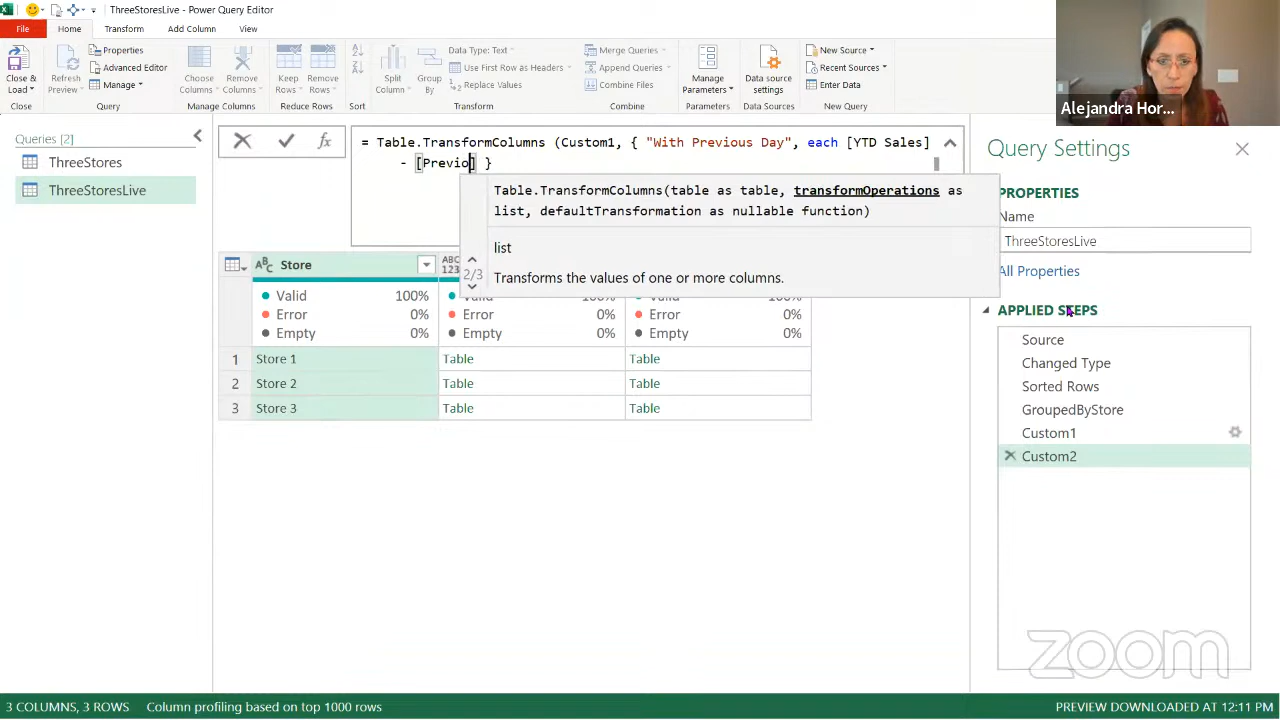 ThreeStoresLive - Power Query Editor
File
Home
Transform
Add Column
View
Close & Load
Refresh Preview
Properties
Advanced Editor
Manage
Choose Columns
Remove Columns
Keep Rows
Remove Rows
Split Column
Group By
Data Type: Text
Use First Row as Headers
Replace Values
Merge Queries
Append Queries
Combine Files
Manage Parameters
Data source settings
New Source
Recent Sources
Enter Data
Close
Query
Manage Columns
Reduce Rows
Sort
Transform
Combine
Parameters
Data Sources
New Query
Alejandra Hor...
Queries [2]
ThreeStores
ThreeStoresLive
fx
= Table.TransformColumns (Custom1, { "With Previous Day", each [YTD Sales]
- [Previo] }
Table.TransformColumns(table as table, transformOperations as
list, defaultTransformation as nullable function)
list
2/3
Transforms the values of one or more columns.
ABC Store
ABC
123
Valid 100%
Error 0%
Empty 0%
Valid 100%
Error 0%
Empty 0%
Valid 100%
Error 0%
Empty 0%
1 Store 1 Table Table
2 Store 2 Table Table
3 Store 3 Table Table
Query Settings
PROPERTIES
Name
ThreeStoresLive
All Properties
APPLIED STEPS
Source
Changed Type
Sorted Rows
GroupedByStore
Custom1
Custom2
zoom
3 COLUMNS, 3 ROWS
Column profiling based on top 1000 rows
PREVIEW DOWNLOADED AT 12:11 PM